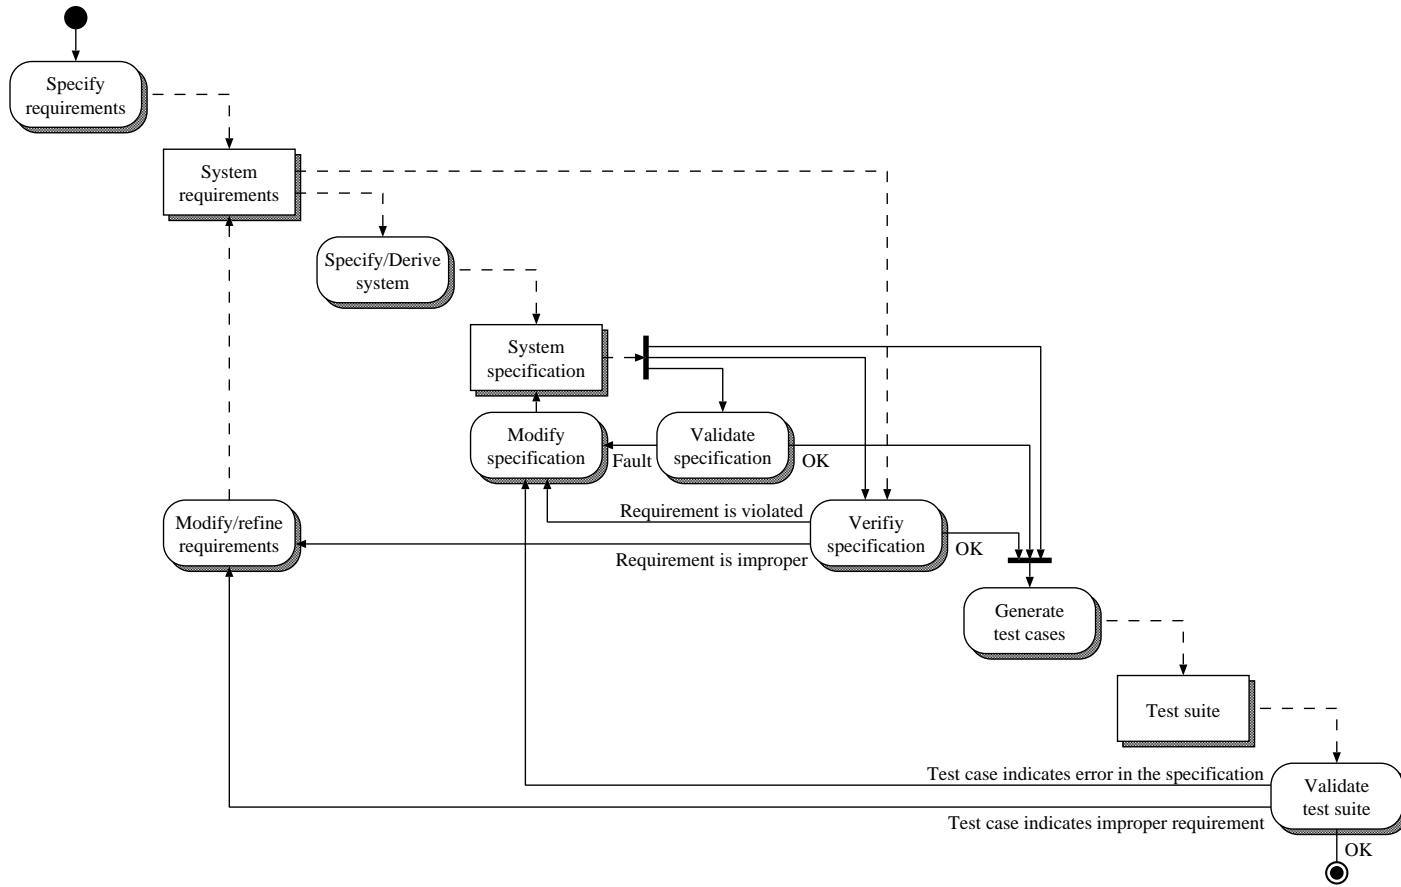 Specify
requirements
System
requirements
Specify/Derive
system
System
specification
Modify
specification
Fault
Validate
specification
OK
Modify/refine
requirements
Requirement is violated
Requirement is improper
Verifiy
specification
OK
Generate
test cases
Test suite
Test case indicates error in the specification
Test case indicates improper requirement
Validate
test suite
OK